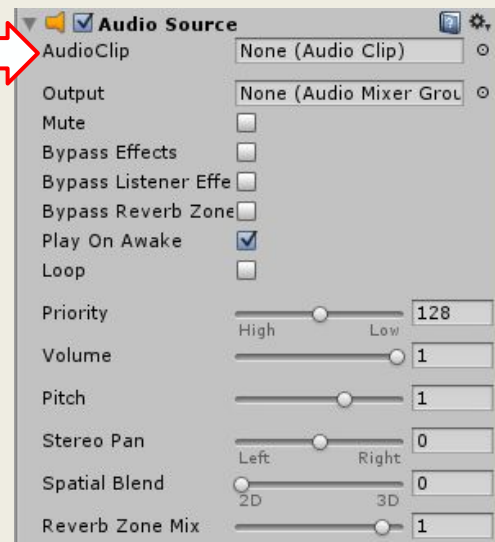 Audio Source
AudioClip None (Audio Clip)
Output None (Audio Mixer Grou
Mute
Bypass Effects
Bypass Listener Effe
Bypass Reverb Zone
Play On Awake
Loop
Priority 128
High Low
Volume 1
Pitch 1
Stereo Pan 0
Left Right
Spatial Blend 0
2D 3D
Reverb Zone Mix 1